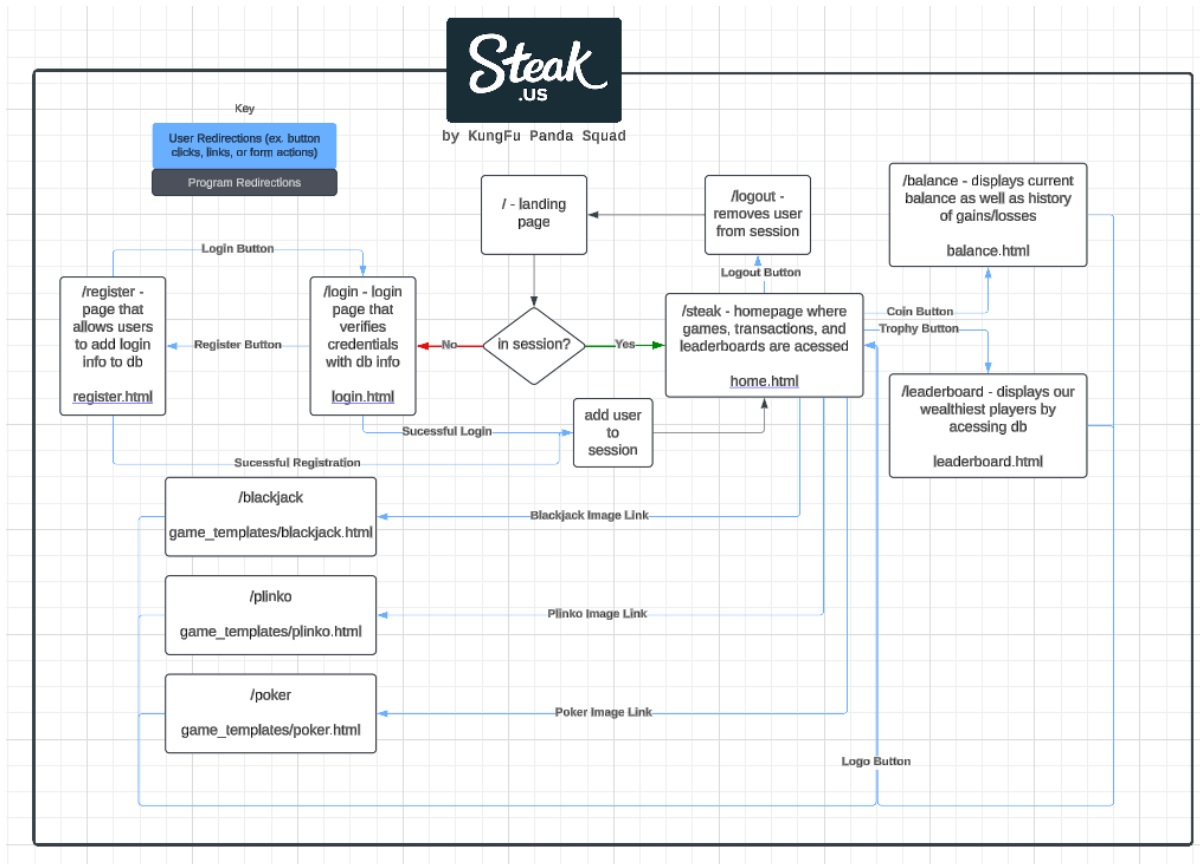 Steak
.US
by KungFu Panda Squad
Key
User Redirections (ex. button
clicks, links, or form actions)
Program Redirections
/ - landing
page
/logout -
removes user
from session
/balance - displays current
balance as well as history
of gains/losses
balance.html
Login Button
Logout Button
/register -
page that
allows users
to add login
info to db
register.html
Register Button
/login - login
page that
verifies
credentials
with db info
login.html
No
in session?
Yes
/steak - homepage where
games, transactions, and
leaderboards are acessed
home.html
Coin Button
Trophy Button
/leaderboard - displays our
wealthiest players by
acessing db
leaderboard.html
add user
to
session
Sucessful Login
Sucessful Registration
/blackjack
game_templates/blackjack.html
Blackjack Image Link
/plinko
game_templates/plinko.html
Plinko Image Link
/poker
game_templates/poker.html
Poker Image Link
Logo Button